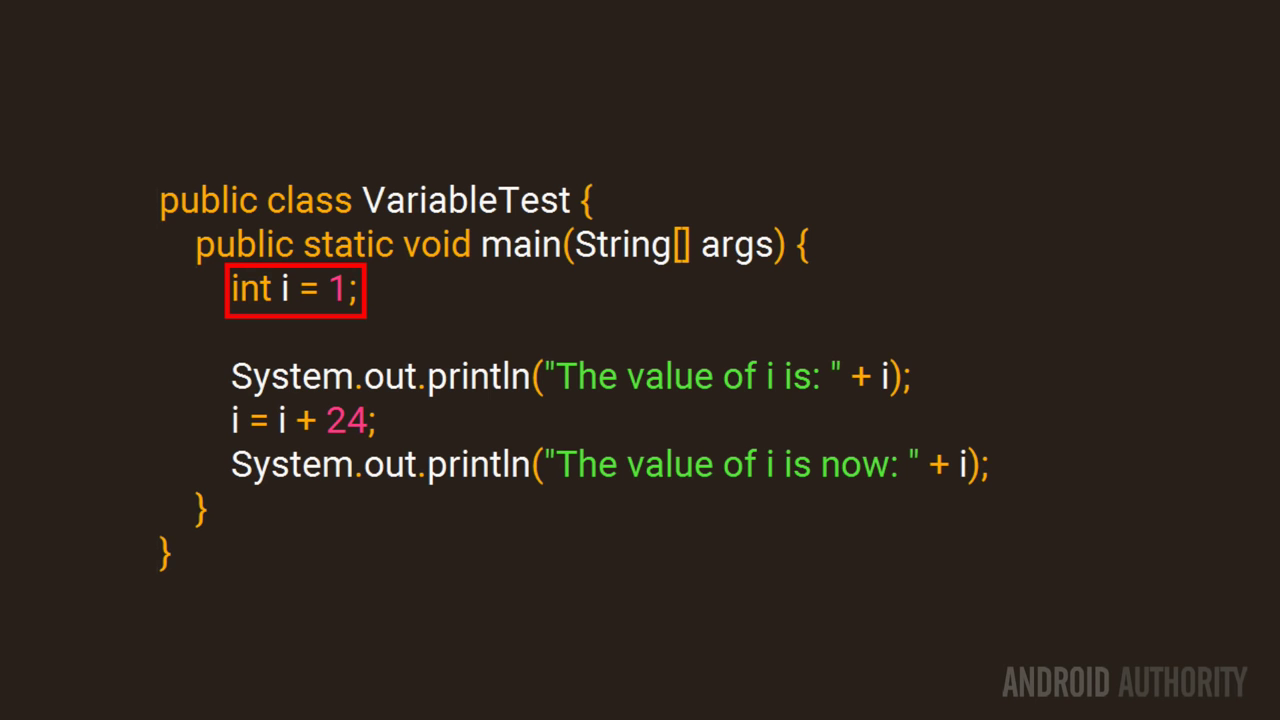 public class VariableTest {
public static void main(String[] args) {
int i = 1;
System.out.println("The value of i is: " + i);
i = i + 24;
System.out.println("The value of i is now: " + i);
}
}
ANDROID AUTHORITY